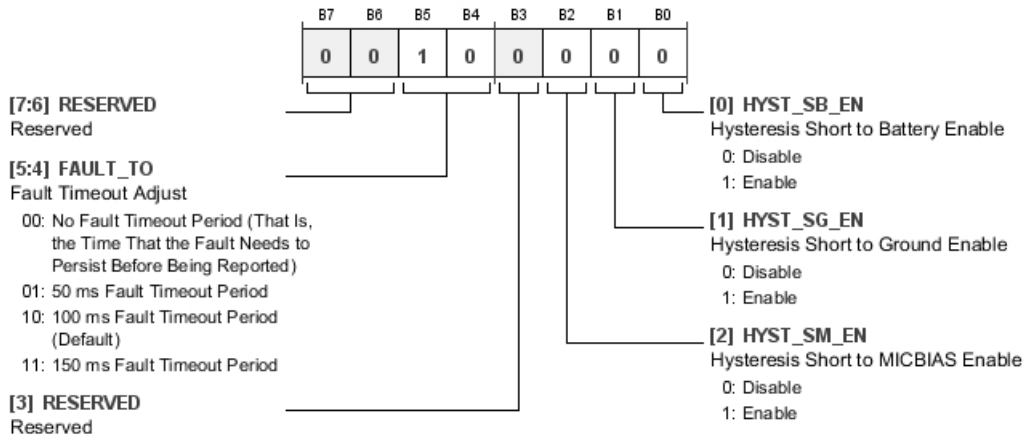 B7 B6 B5 B4 B3 B2 B1 B0
0 0 1 0 0 0 0 0
[7:6] RESERVED
Reserved
[5:4] FAULT_TO
Fault Timeout Adjust
00: No Fault Timeout Period (That Is,
the Time That the Fault Needs to
Persist Before Being Reported)
01: 50 ms Fault Timeout Period
10: 100 ms Fault Timeout Period
(Default)
11: 150 ms Fault Timeout Period
[3] RESERVED
Reserved
[0] HYST_SB_EN
Hysteresis Short to Battery Enable
0: Disable
1: Enable
[1] HYST_SG_EN
Hysteresis Short to Ground Enable
0: Disable
1: Enable
[2] HYST_SM_EN
Hysteresis Short to MICBIAS Enable
0: Disable
1: Enable